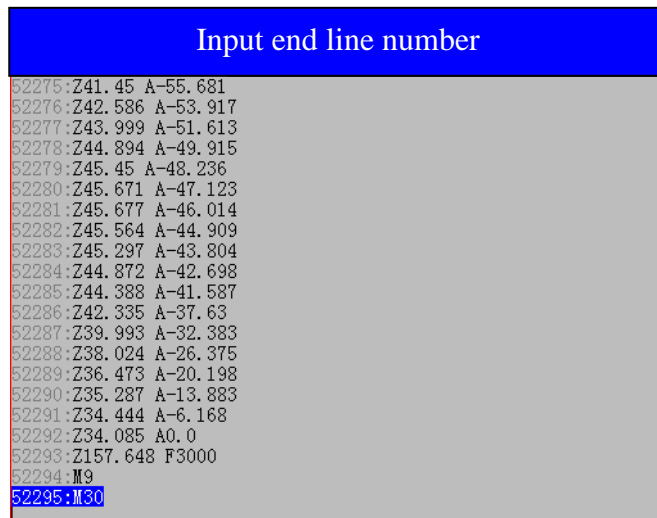 Input end line number
52275:Z41.45 A-55.681
52276:Z42.586 A-53.917
52277:Z43.999 A-51.613
52278:Z44.894 A-49.915
52279:Z45.45 A-48.236
52280:Z45.671 A-47.123
52281:Z45.677 A-46.014
52282:Z45.564 A-44.909
52283:Z45.297 A-43.804
52284:Z44.872 A-42.698
52285:Z44.388 A-41.587
52286:Z42.335 A-37.63
52287:Z39.993 A-32.383
52288:Z38.024 A-26.375
52289:Z36.473 A-20.198
52290:Z35.287 A-13.883
52291:Z34.444 A-6.168
52292:Z34.085 A0.0
52293:Z157.648 F3000
52294:M9
52295:M30